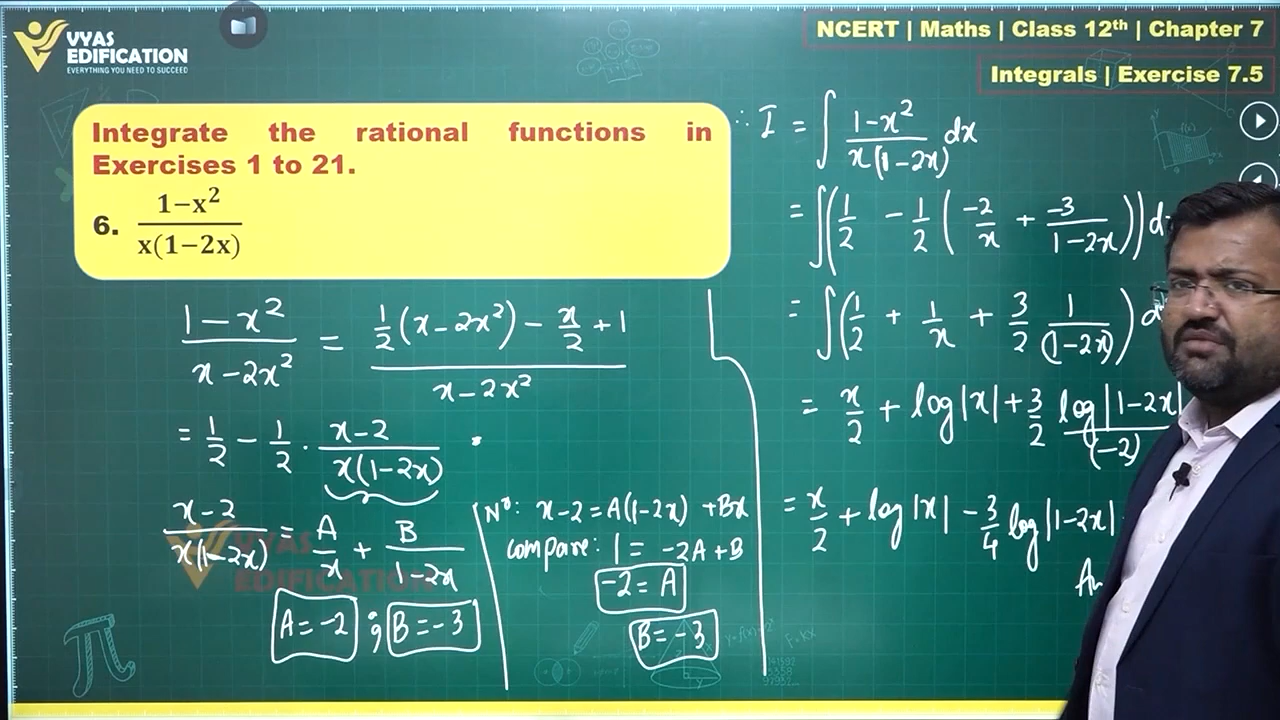 VYAS
EDIFICATION
EVERYTHING YOU NEED TO SUCCEED
NCERT | Maths | Class 12th | Chapter 7
Integrals | Exercise 7.5
Integrate the rational functions in
Exercises 1 to 21.
6. (1−x²)/(x(1−2x))
(1−x²)/(x−2x²) = (½(x−2x²) − x/2 + 1)/(x−2x²)
= 1/2 − 1/2 · (x−2)/(x(1−2x))
(x−2)/(x(1−2x)) = A/x + B/(1−2x)
A = −2 ; B = −3
Nʳ: x−2 = A(1−2x) + Bx
compare: 1 = −2A + B
−2 = A
B = −3
∴ I = ∫ (1−x²)/(x(1−2x)) dx
= ∫(1/2 − 1/2(−2/x + −3/(1−2x))) d
= ∫(1/2 + 1/x + 3/2 1/(1−2x)) d
= x/2 + log|x| + 3/2 log|1−2x|/(−2)
= x/2 + log|x| − 3/4 log|1−2x|
VYAS
EDIFICATION